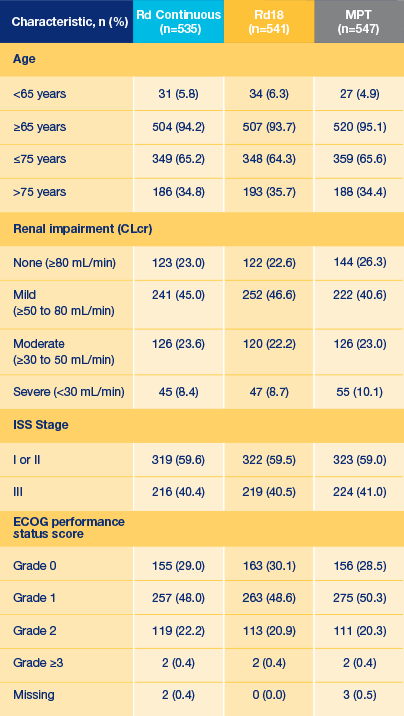 Characteristic, n (%) Rd Continuous (n=535) Rd18 (n=541) MPT (n=547)
Age
<65 years 31 (5.8) 34 (6.3) 27 (4.9)
≥65 years 504 (94.2) 507 (93.7) 520 (95.1)
≤75 years 349 (65.2) 348 (64.3) 359 (65.6)
>75 years 186 (34.8) 193 (35.7) 188 (34.4)
Renal impairment (CLcr)
None (≥80 mL/min) 123 (23.0) 122 (22.6) 144 (26.3)
Mild 241 (45.0) 252 (46.6) 222 (40.6)
(≥50 to 80 mL/min)
Moderate 126 (23.6) 120 (22.2) 126 (23.0)
(≥30 to 50 mL/min)
Severe (<30 mL/min) 45 (8.4) 47 (8.7) 55 (10.1)
ISS Stage
I or II 319 (59.6) 322 (59.5) 323 (59.0)
III 216 (40.4) 219 (40.5) 224 (41.0)
ECOG performance
status score
Grade 0 155 (29.0) 163 (30.1) 156 (28.5)
Grade 1 257 (48.0) 263 (48.6) 275 (50.3)
Grade 2 119 (22.2) 113 (20.9) 111 (20.3)
Grade ≥3 2 (0.4) 2 (0.4) 2 (0.4)
Missing 2 (0.4) 0 (0.0) 3 (0.5)